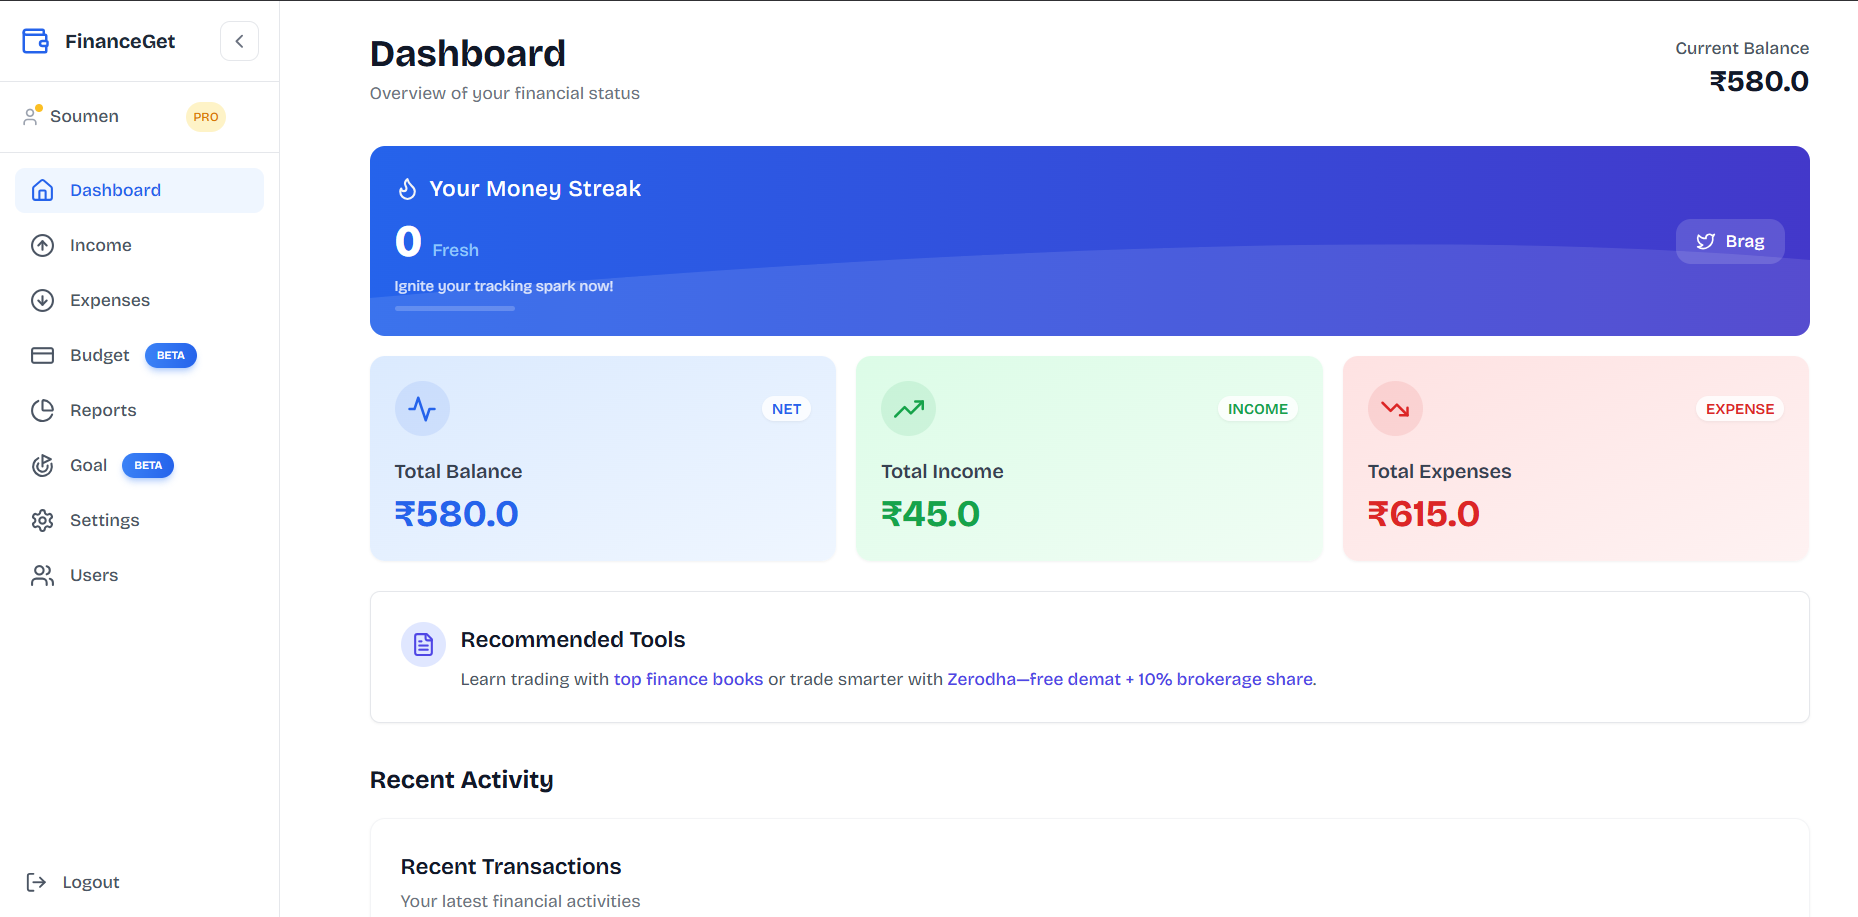 FinanceGet
Soumen
PRO
Dashboard
Income
Expenses
Budget BETA
Reports
Goal BETA
Settings
Users
Logout
Dashboard
Overview of your financial status
Current Balance
₹580.0
Your Money Streak
0 Fresh
Ignite your tracking spark now!
Brag
NET
Total Balance
₹580.0
INCOME
Total Income
₹45.0
EXPENSE
Total Expenses
₹615.0
Recommended Tools
Learn trading with top finance books or trade smarter with Zerodha—free demat + 10% brokerage share.
Recent Activity
Recent Transactions
Your latest financial activities